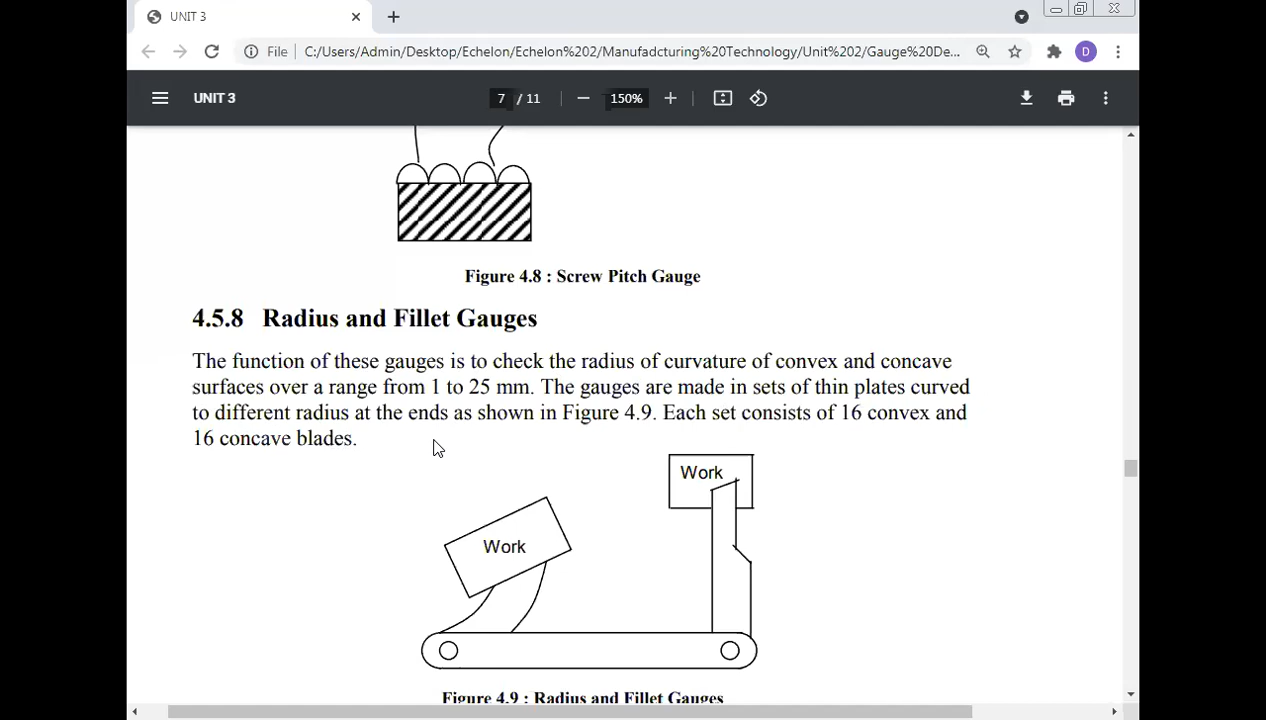 UNIT 3
File C:/Users/Admin/Desktop/Echelon/Echelon%202/Manufadcturing%20Technology/Unit%202/Gauge%20De...
D
UNIT 3
7 / 11
150%
Figure 4.8 : Screw Pitch Gauge
4.5.8 Radius and Fillet Gauges
The function of these gauges is to check the radius of curvature of convex and concave
surfaces over a range from 1 to 25 mm. The gauges are made in sets of thin plates curved
to different radius at the ends as shown in Figure 4.9. Each set consists of 16 convex and
16 concave blades.
Work
Work
Figure 4.9 : Radius and Fillet Gauges